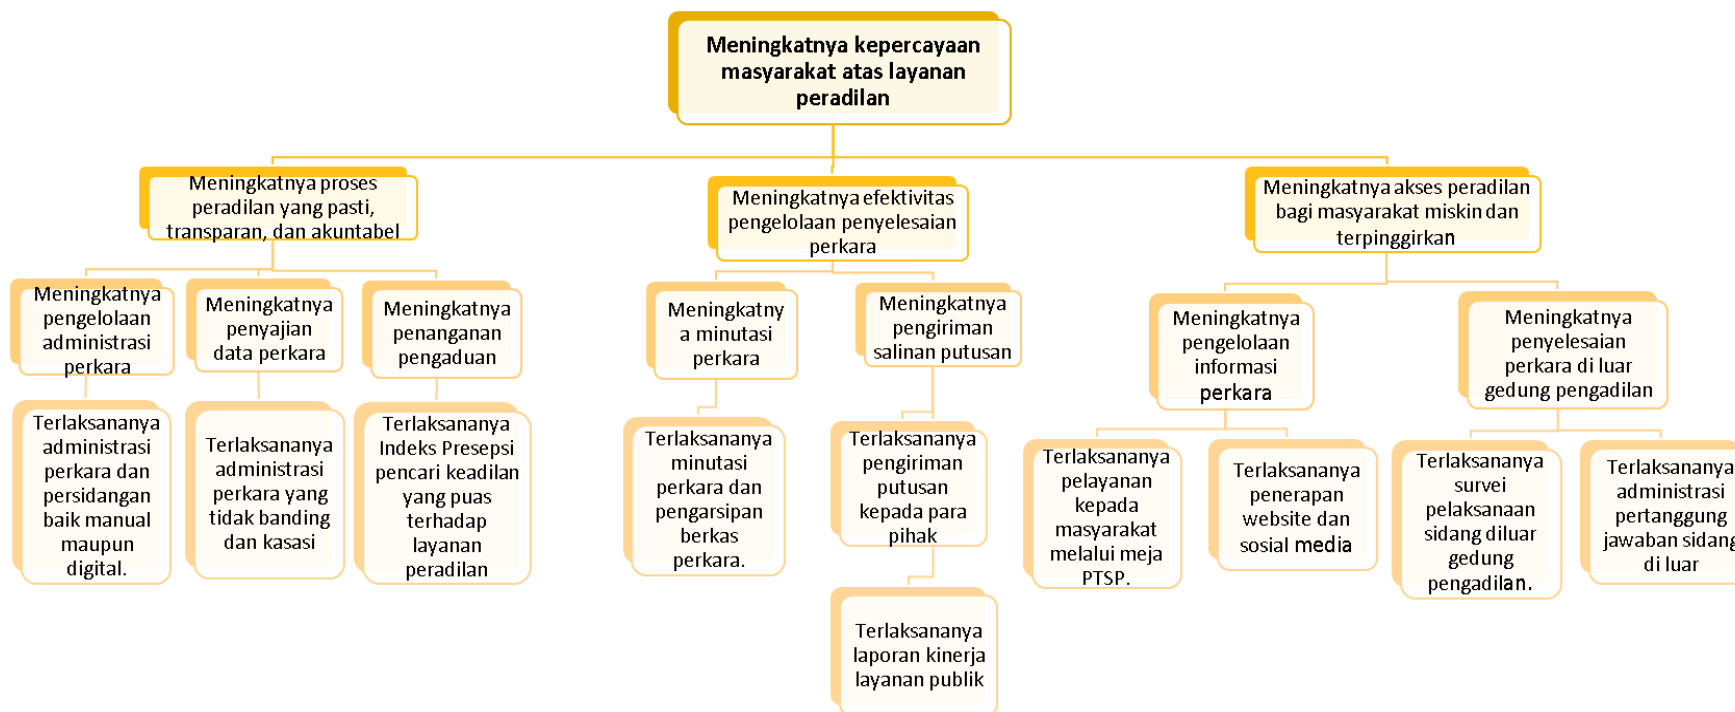 Meningkatnya kepercayaan
masyarakat atas layanan
peradilan
Meningkatnya proses
peradilan yang pasti,
transparan, dan akuntabel
Meningkatnya efektivitas
pengelolaan penyelesaian
perkara
Meningkatnya akses peradilan
bagi masyarakat miskin dan
terpinggirkan
Meningkatnya
pengelolaan
administrasi
perkara
Meningkatnya
penyajian
data perkara
Meningkatnya
penanganan
pengaduan
Meningkatny
a minutasi
perkara
Meningkatnya
pengiriman
salinan putusan
Meningkatnya
pengelolaan
informasi
perkara
Meningkatnya
penyelesaian
perkara di luar
gedung pengadilan
Terlaksananya
administrasi
perkara dan
persidangan
baik manual
maupun
digital.
Terlaksananya
administrasi
perkara yang
tidak banding
dan kasasi
Terlaksananya
Indeks Presepsi
pencari keadilan
yang puas
terhadap
layanan
peradilan
Terlaksananya
minutasi
perkara dan
pengarsipan
berkas
perkara.
Terlaksananya
pengiriman
putusan
kepada para
pihak
Terlaksananya
laporan kinerja
layanan publik
Terlaksananya
pelayanan
kepada
masyarakat
melalui meja
PTSP.
Terlaksananya
penerapan
website dan
sosial media
Terlaksananya
survei
pelaksanaan
sidang diluar
gedung
pengadilan.
Terlaksananya
administrasi
pertanggung
jawaban sidang
di luar